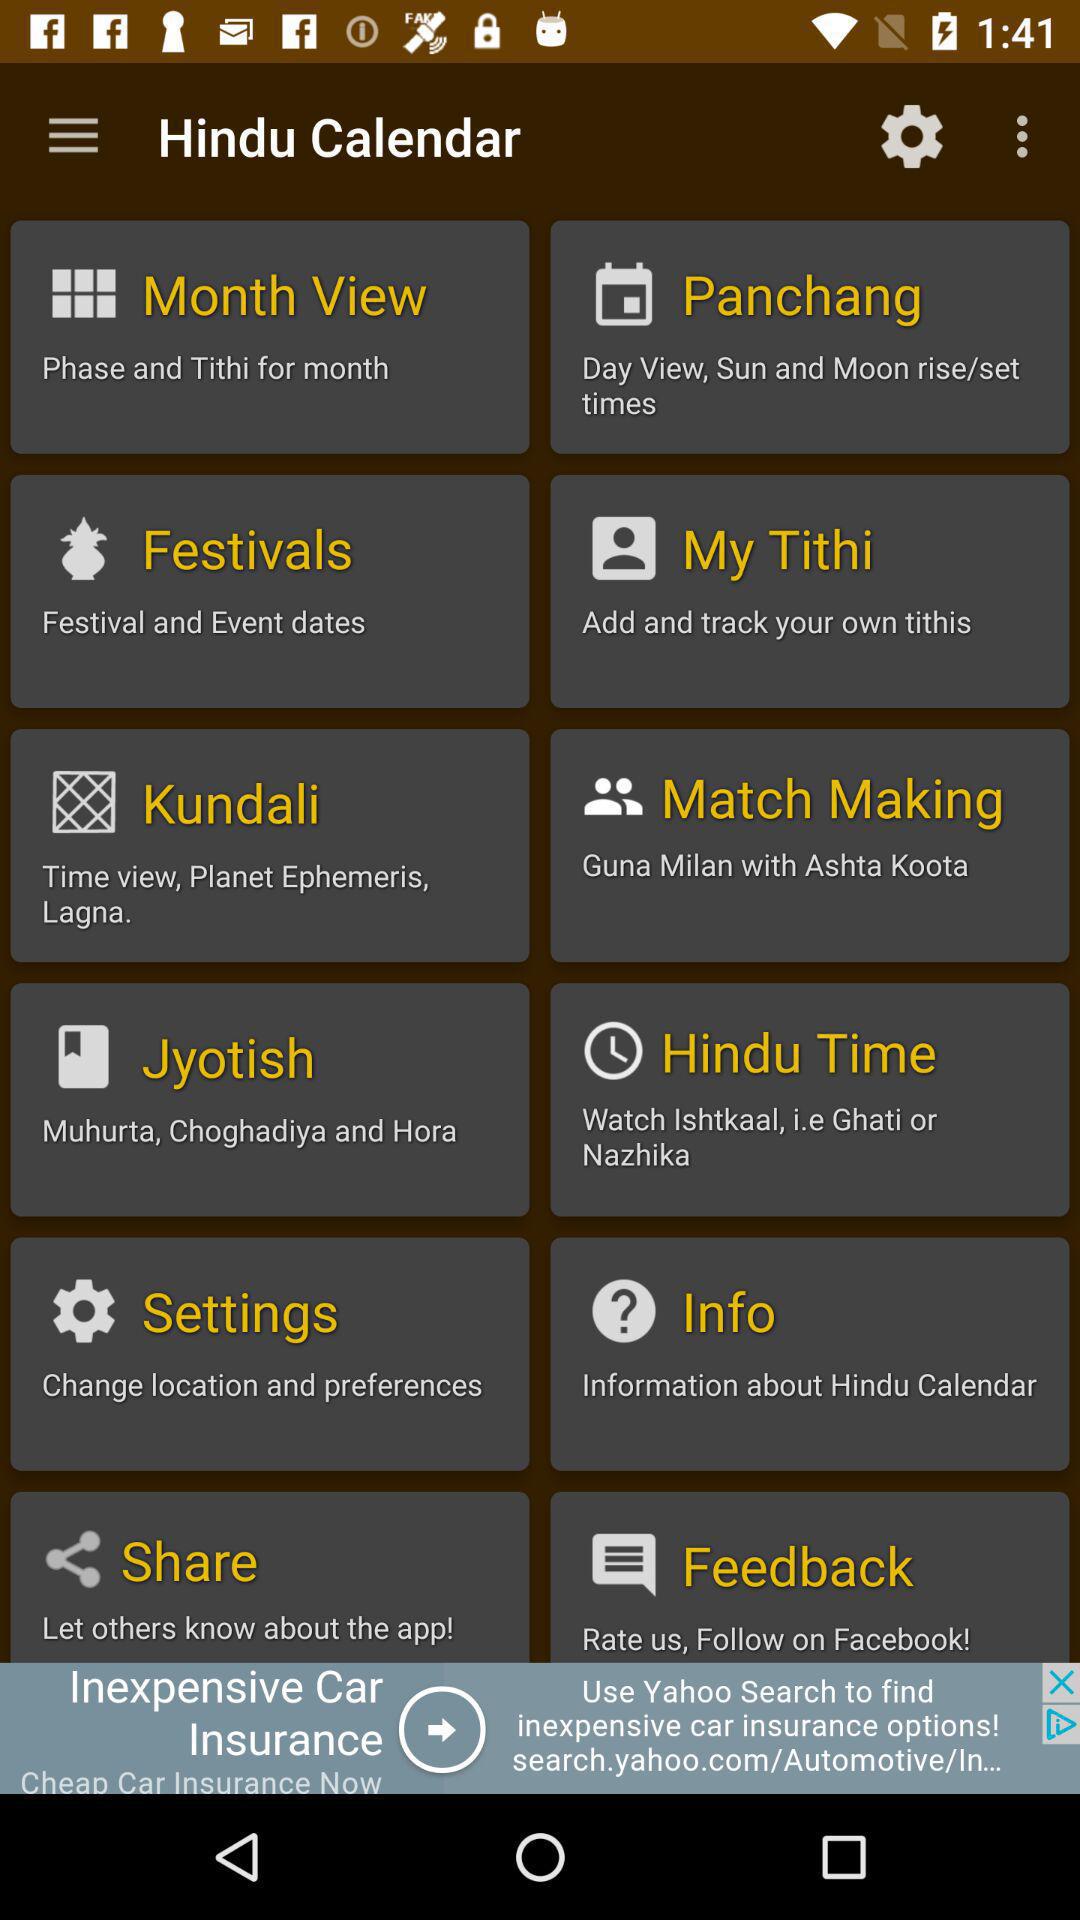 FAKE
1:41
Hindu Calendar
Month View
Phase and Tithi for month
Panchang
Day View, Sun and Moon rise/set
times
Festivals
Festival and Event dates
My Tithi
Add and track your own tithis
Kundali
Time view, Planet Ephemeris,
Lagna.
Match Making
Guna Milan with Ashta Koota
Jyotish
Muhurta, Choghadiya and Hora
Hindu Time
Watch Ishtkaal, i.e Ghati or
Nazhika
Settings
Change location and preferences
Info
Information about Hindu Calendar
Share
Let others know about the app!
Feedback
Rate us, Follow on Facebook!
Inexpensive Car
Insurance
Cheap Car Insurance Now
Use Yahoo Search to find
inexpensive car insurance options!
search.yahoo.com/Automotive/In...